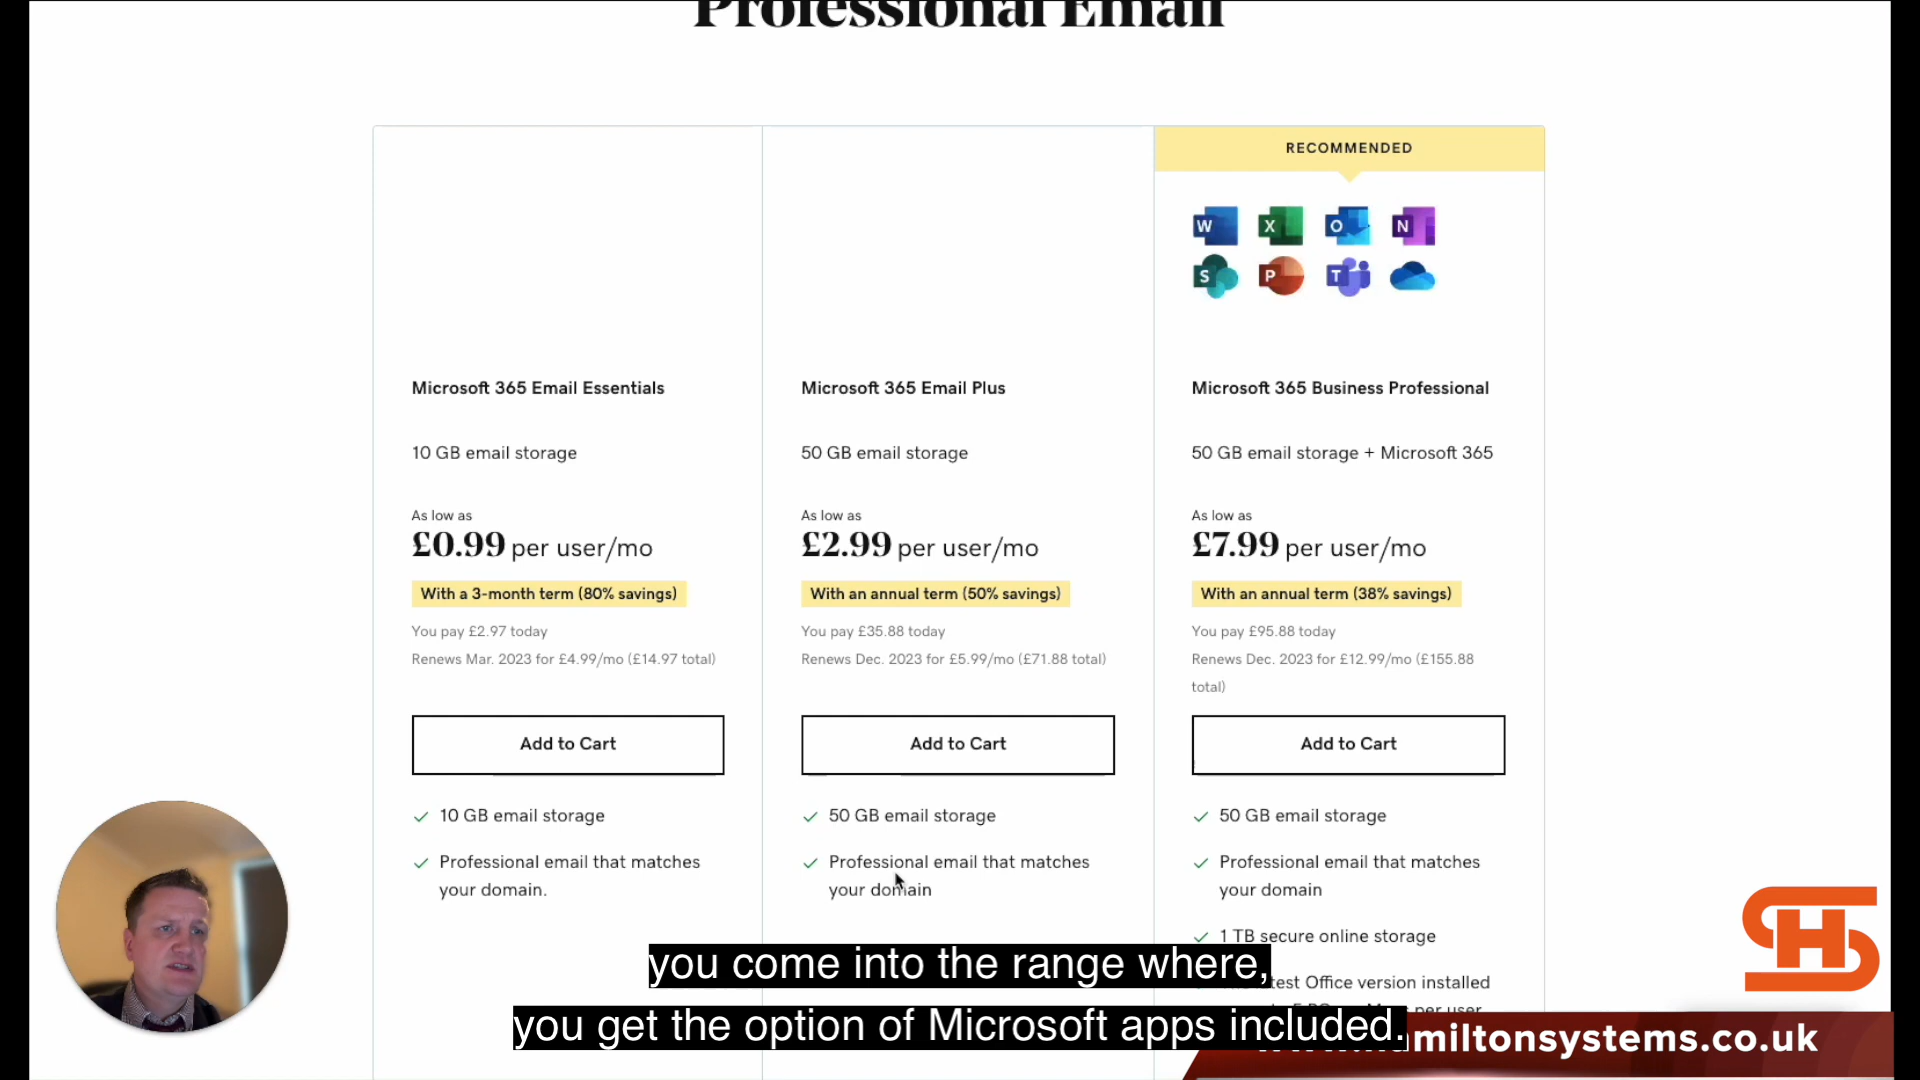 Professional Email
RECOMMENDED
W X O N
S P T
Microsoft 365 Email Essentials
10 GB email storage
As low as
£0.99 per user/mo
With a 3-month term (80% savings)
You pay £2.97 today
Renews Mar. 2023 for £4.99/mo (£14.97 total)
Add to Cart
10 GB email storage
Professional email that matches
your domain.
Microsoft 365 Email Plus
50 GB email storage
As low as
£2.99 per user/mo
With an annual term (50% savings)
You pay £35.88 today
Renews Dec. 2023 for £5.99/mo (£71.88 total)
Add to Cart
50 GB email storage
Professional email that matches
your domain
Microsoft 365 Business Professional
50 GB email storage + Microsoft 365
As low as
£7.99 per user/mo
With an annual term (38% savings)
You pay £95.88 today
Renews Dec. 2023 for £12.99/mo (£155.88
total)
Add to Cart
50 GB email storage
Professional email that matches
your domain
1 TB secure online storage
Office version installed
per user
you come into the range where,
you get the option of Microsoft apps included.
miltonsystems.co.uk
H